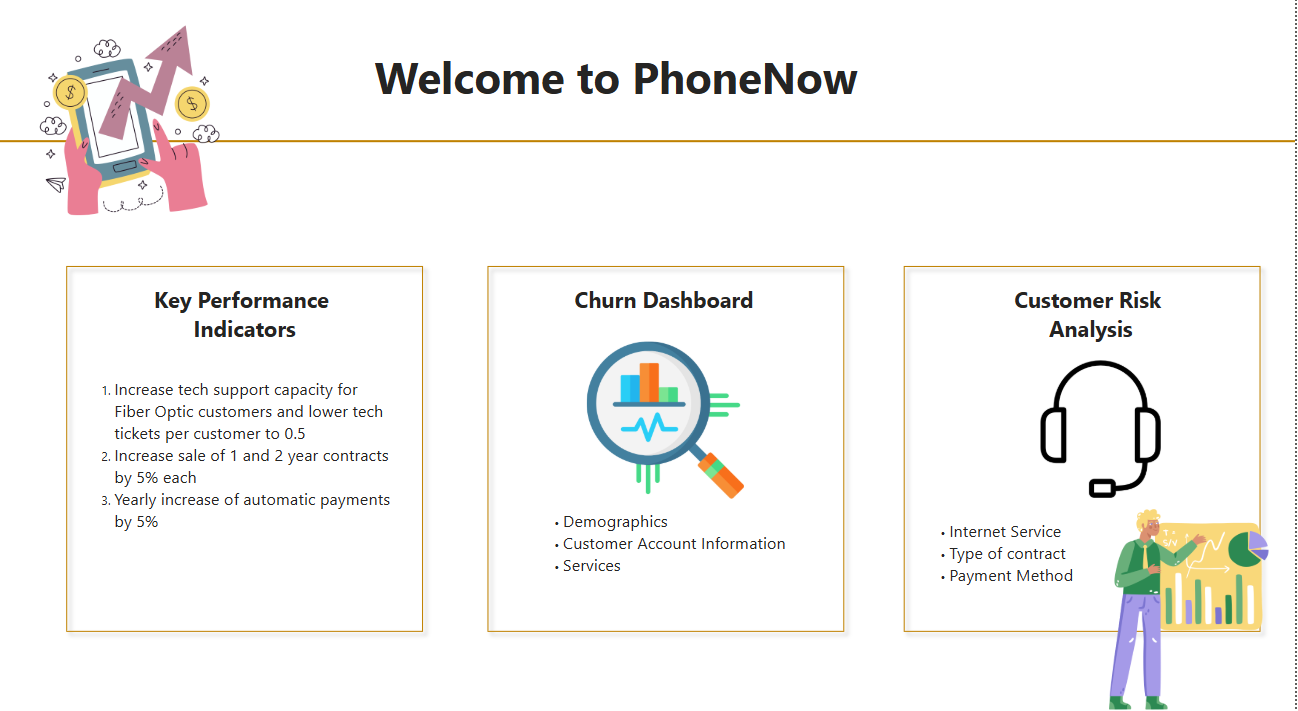 Welcome to PhoneNow
$
$
Key Performance
Indicators
1. Increase tech support capacity for
Fiber Optic customers and lower tech
tickets per customer to 0.5
2. Increase sale of 1 and 2 year contracts
by 5% each
3. Yearly increase of automatic payments
by 5%
Churn Dashboard
• Demographics
• Customer Account Information
• Services
Customer Risk
Analysis
• Internet Service
• Type of contract
• Payment Method